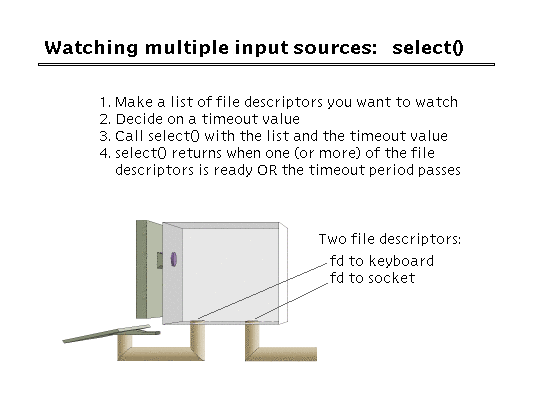 Watching multiple input sources: select()
1. Make a list of file descriptors you want to watch
2. Decide on a timeout value
3. Call select() with the list and the timeout value
4. select() returns when one (or more) of the file
descriptors is ready OR the timeout period passes
Two file descriptors:
fd to keyboard
fd to socket